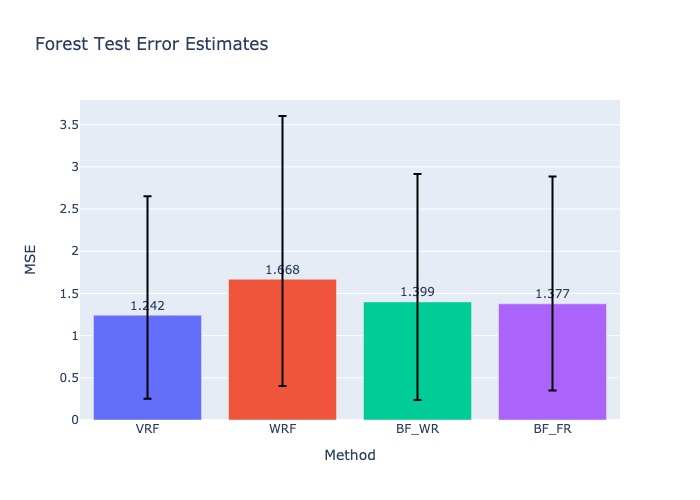 Forest Test Error Estimates
3.5
3
2.5
2
1.5
1
0.5
0
MSE
1.242
1.668
1.399
1.377
VRF
WRF
BF_WR
BF_FR
Method